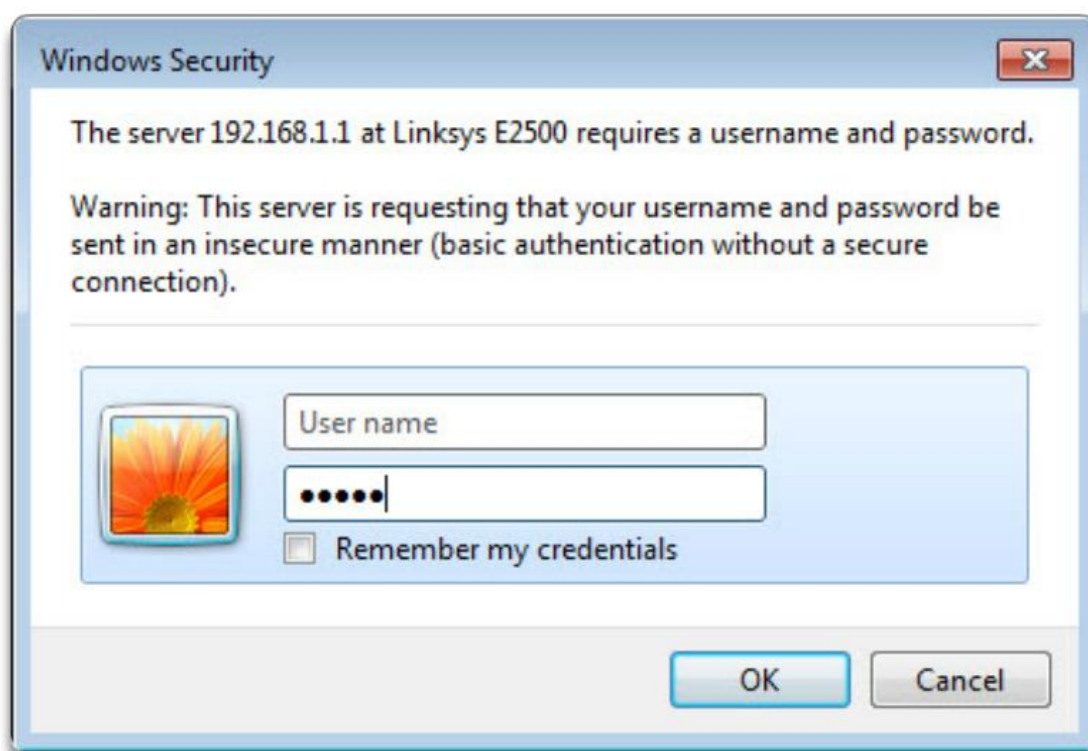 Windows Security
The server 192.168.1.1 at Linksys E2500 requires a username and password.
Warning: This server is requesting that your username and password be
sent in an insecure manner (basic authentication without a secure
connection).
User name
•••••
Remember my credentials
OK
Cancel